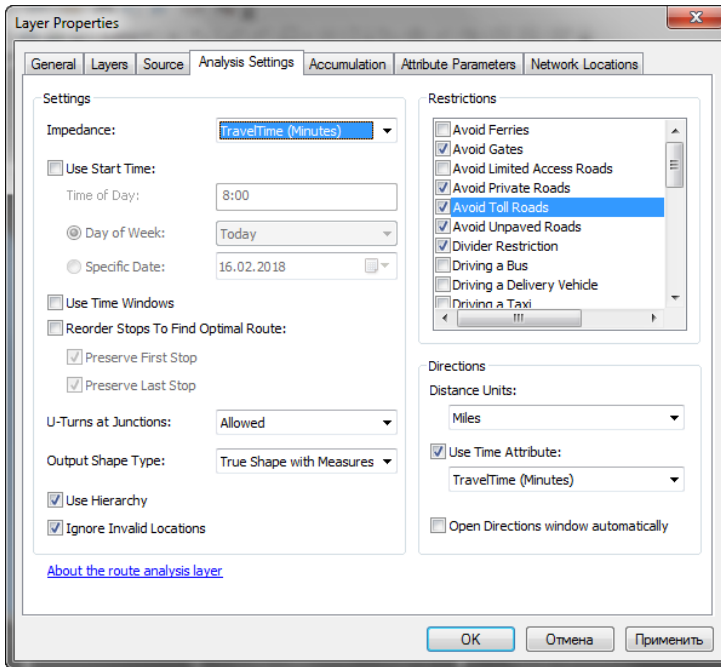 Layer Properties
General Layers Source Analysis Settings Accumulation Attribute Parameters Network Locations
Settings
Impedance: TravelTime (Minutes)
Use Start Time:
Time of Day: 8:00
Day of Week: Today
Specific Date: 16.02.2018
Use Time Windows
Reorder Stops To Find Optimal Route:
Preserve First Stop
Preserve Last Stop
U-Turns at Junctions: Allowed
Output Shape Type: True Shape with Measures
Use Hierarchy
Ignore Invalid Locations
About the route analysis layer
Restrictions
Avoid Ferries
Avoid Gates
Avoid Limited Access Roads
Avoid Private Roads
Avoid Toll Roads
Avoid Unpaved Roads
Divider Restriction
Driving a Bus
Driving a Delivery Vehicle
Driving a Taxi
Directions
Distance Units:
Miles
Use Time Attribute:
TravelTime (Minutes)
Open Directions window automatically
OK Отмена Применить